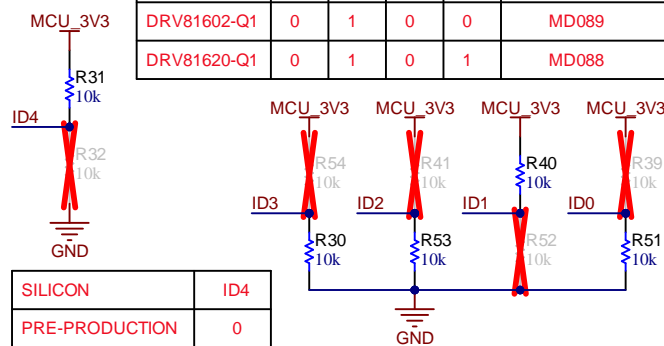 DRV81602-Q1 0 1 0 0 MD089
DRV81620-Q1 0 1 0 1 MD088
MCU_3V3
R31
10k
ID4
R32
10k
GND
MCU_3V3 MCU_3V3 MCU_3V3 MCU_3V3
R54 R41 R40 R39
10k 10k 10k 10k
ID3 ID2 ID1 ID0
R30 R53 R52 R51
10k 10k 10k 10k
GND
SILICON ID4
PRE-PRODUCTION 0